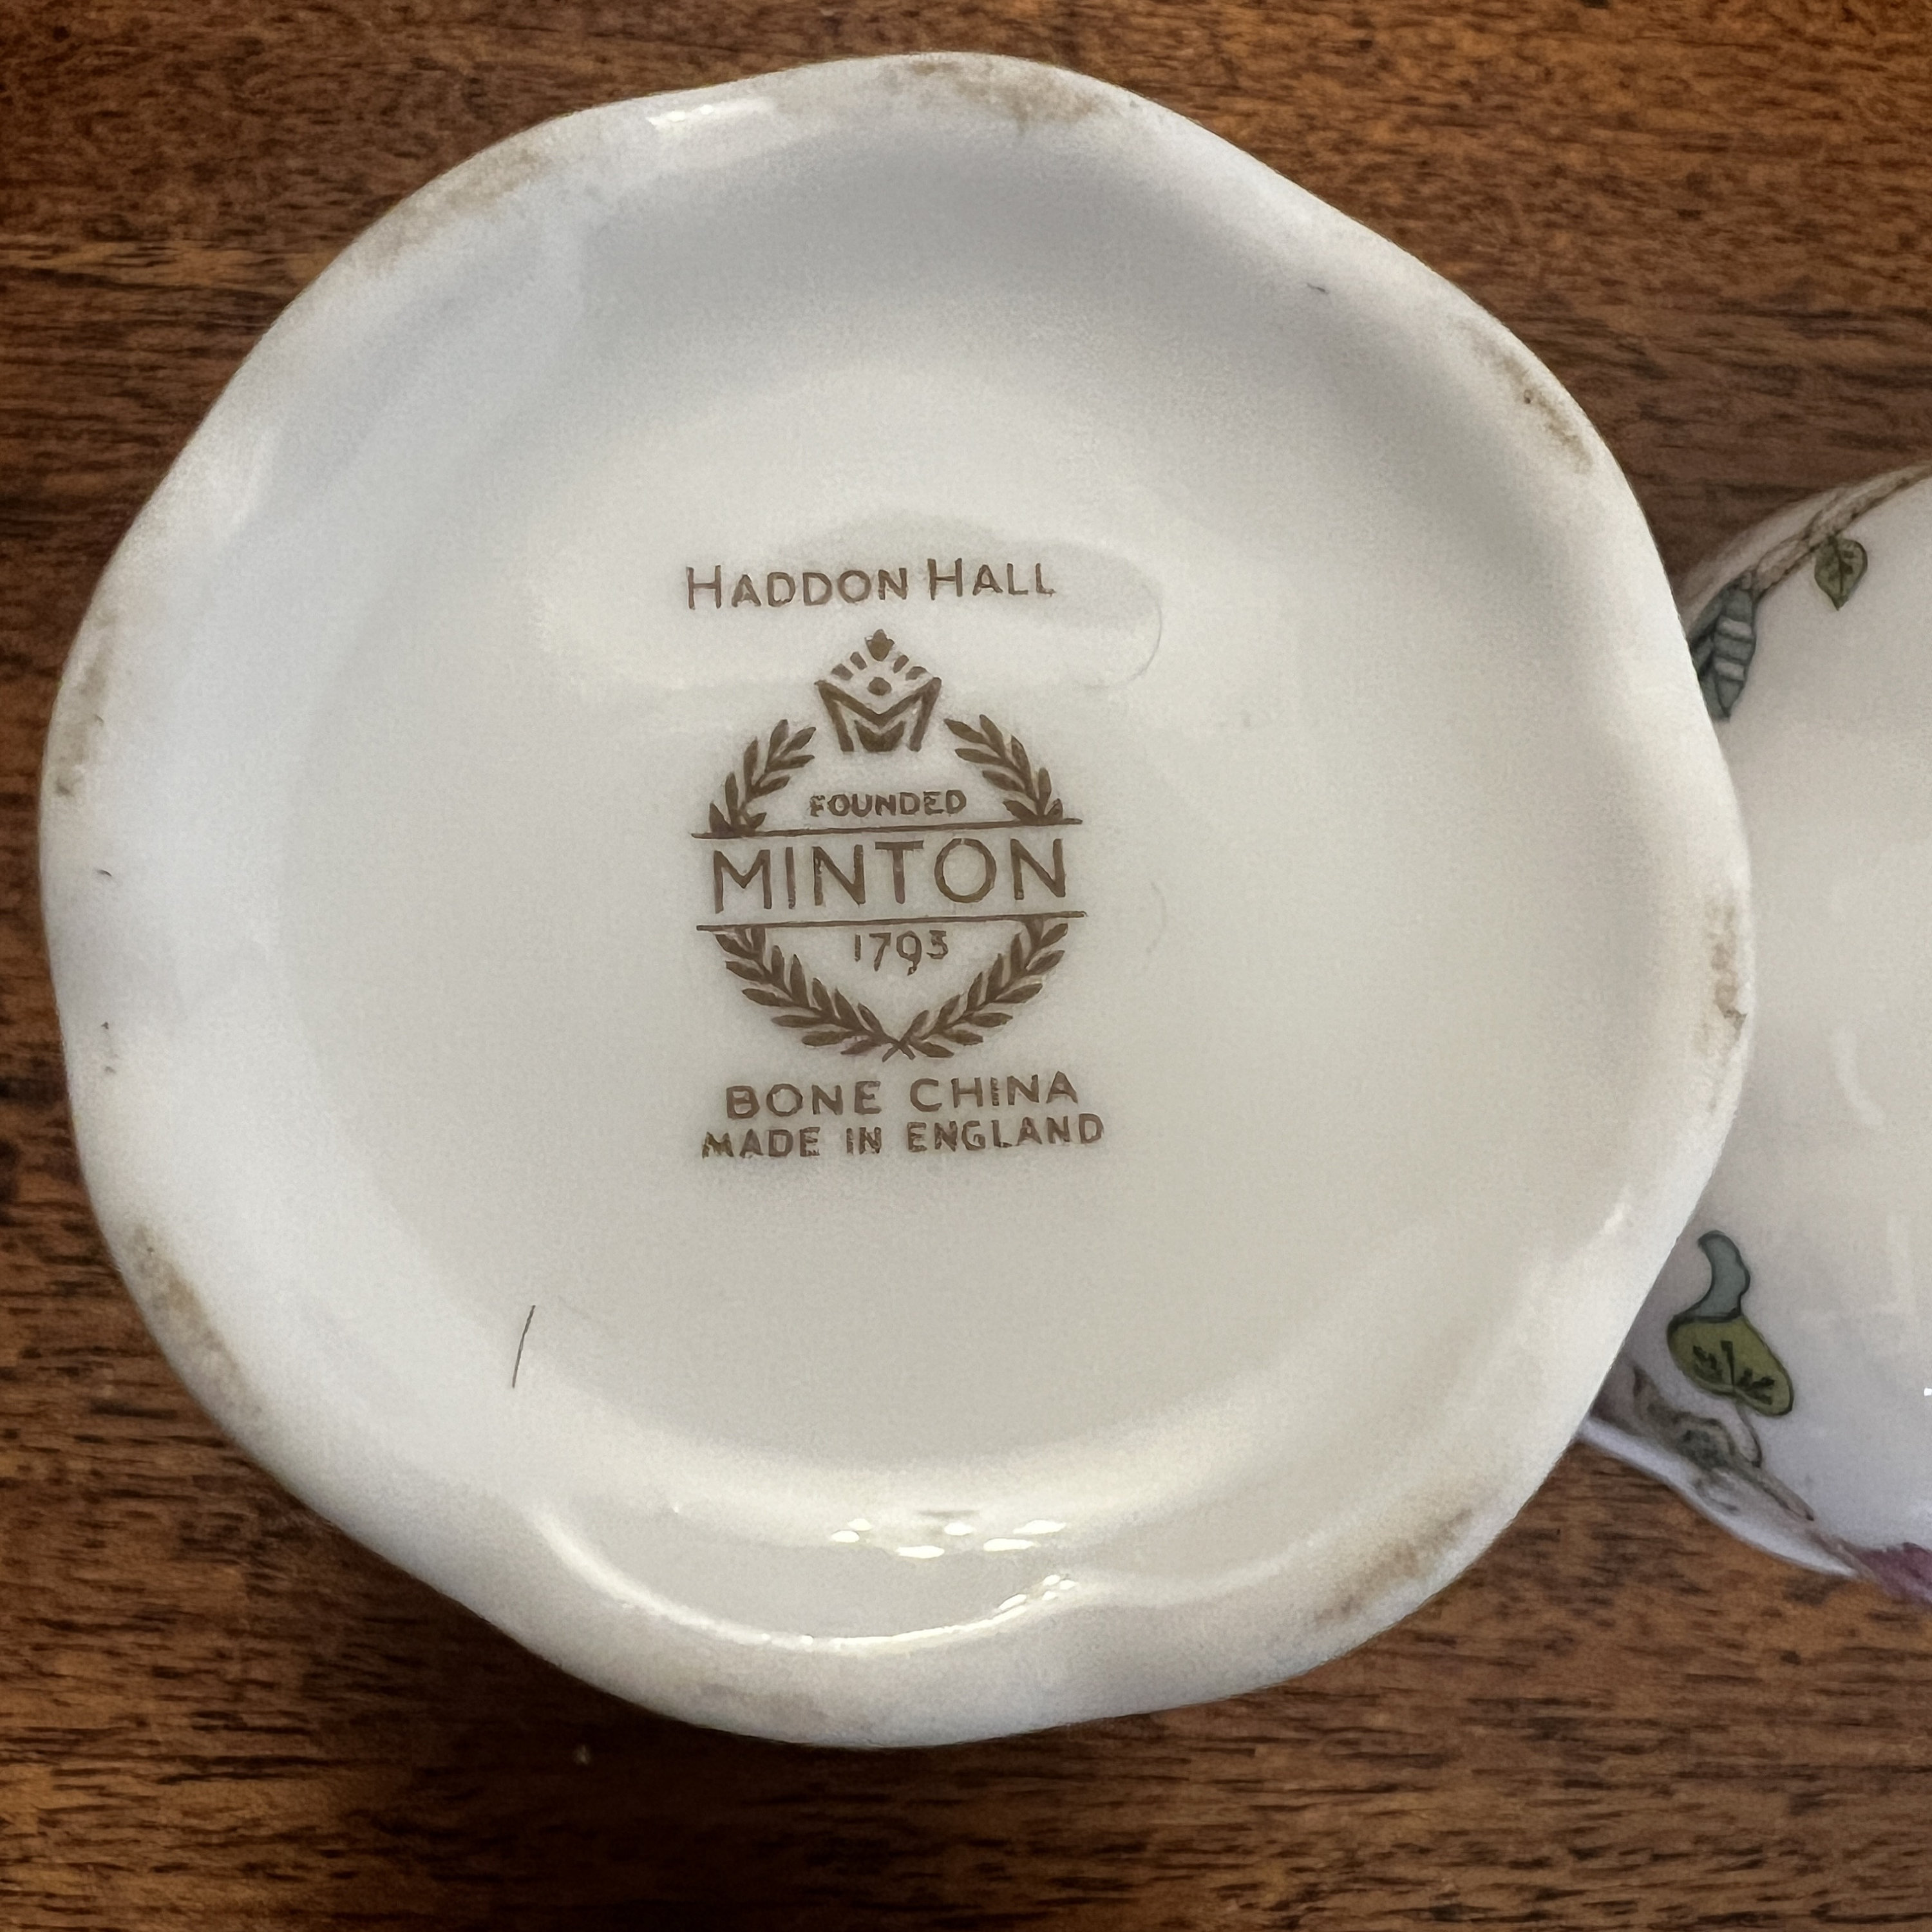 HADDON HALL
FOUNDED
MINTON
1793
BONE CHINA
MADE IN ENGLAND